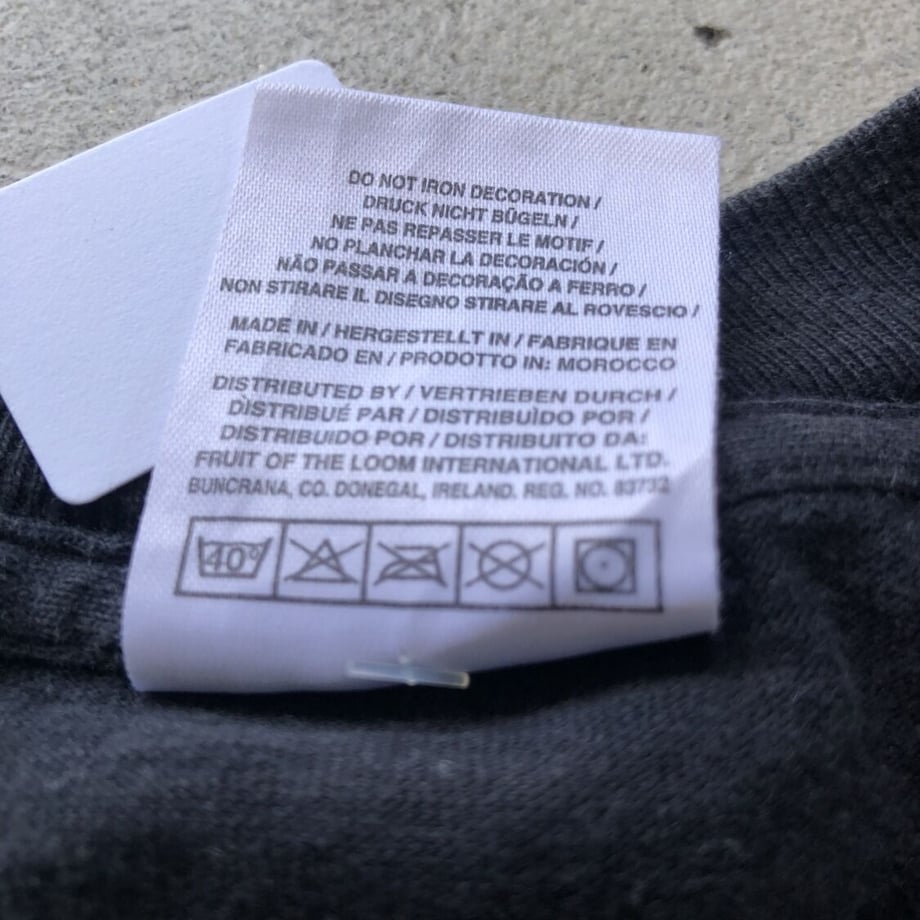 DO NOT IRON DECORATION /
DRUCK NICHT BÜGELN /
NE PAS REPASSER LE MOTIF /
NO PLANCHAR LA DECORACIÓN /
NÃO PASSAR A DECORAÇÃO A FERRO /
NON STIRARE IL DISEGNO STIRARE AL ROVESCIO /
MADE IN / HERGESTELLT IN / FABRIQUE EN
FABRICADO EN / PRODOTTO IN: MOROCCO
DISTRIBUTED BY / VERTRIEBEN DURCH /
DISTRIBUÉ PAR / DISTRIBUÌDO POR /
DISTRIBUIDO POR / DISTRIBUITO DA:
FRUIT OF THE LOOM INTERNATIONAL LTD.
BUNCRANA, CO. DONEGAL, IRELAND. REG. NO. 83732
40°